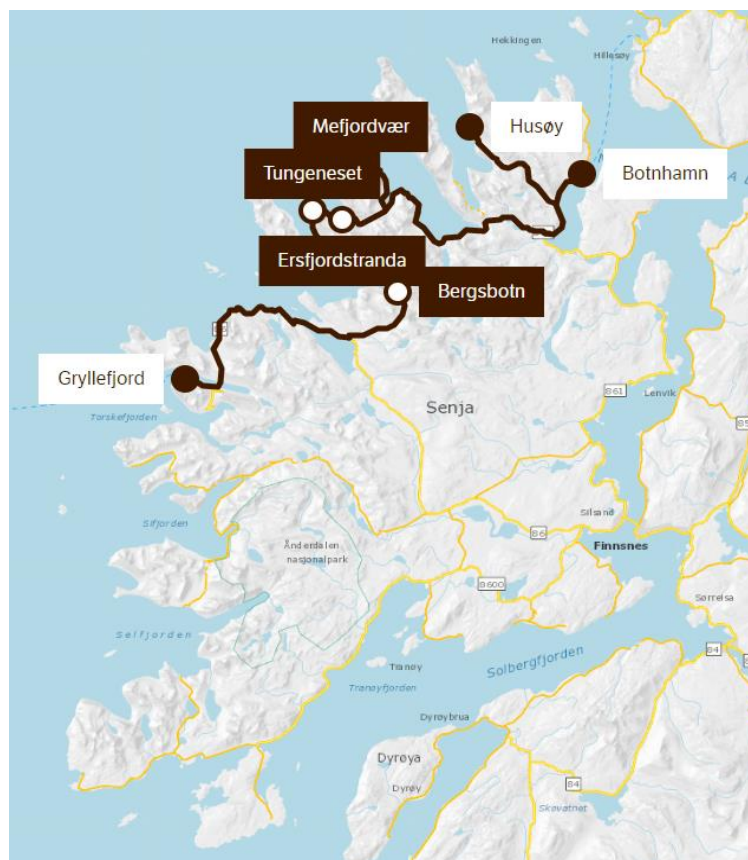 Hekkingen
Hillesøy
Mefjordvær
Husøy
Tungeneset
Botnhamn
Ersfjordstranda
Bergsbotn
Gryllefjord
Torskefjorden
Senja
861
Lenvik
Sifjorden
Silsand
86
Finnsnes
Ånderdalen
nasjonalpark
8600
Sørreisa
Selfjorden
Tranøy
Solbergfjorden
84
Tranøyfjorden
Dyrøybrua
Dyrøya
Dyrøy
84
Skøvatnet